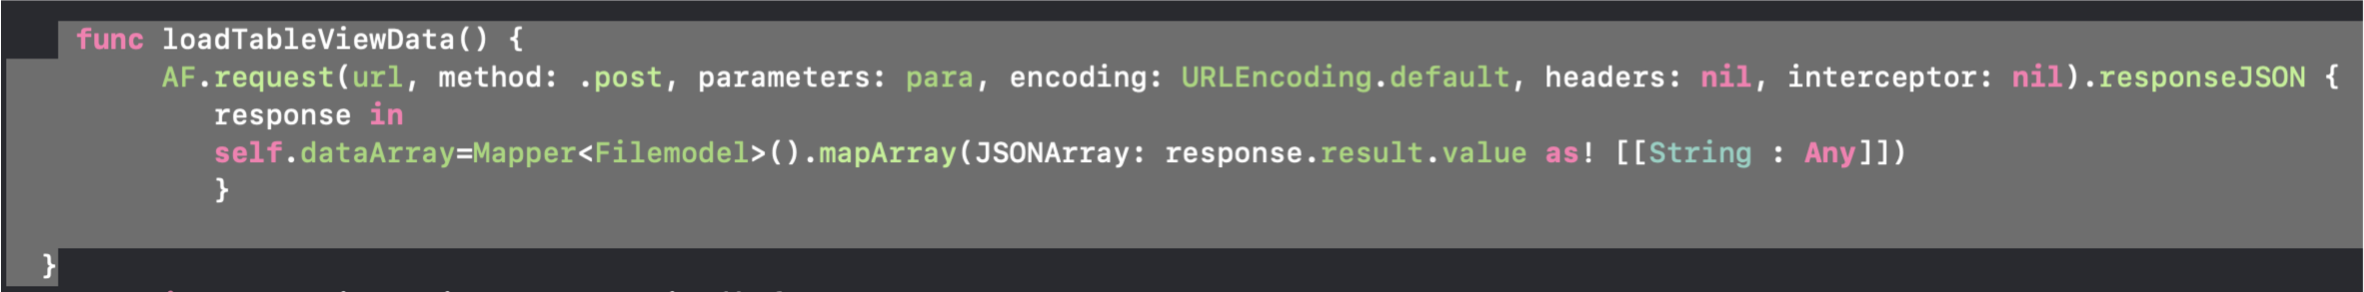 func loadTableViewData() {
AF.request(url, method: .post, parameters: para, encoding: URLEncoding.default, headers: nil, interceptor: nil).responseJSON {
response in
self.dataArray=Mapper<Filemodel>().mapArray(JSONArray: response.result.value as! [[String : Any]])
}
}